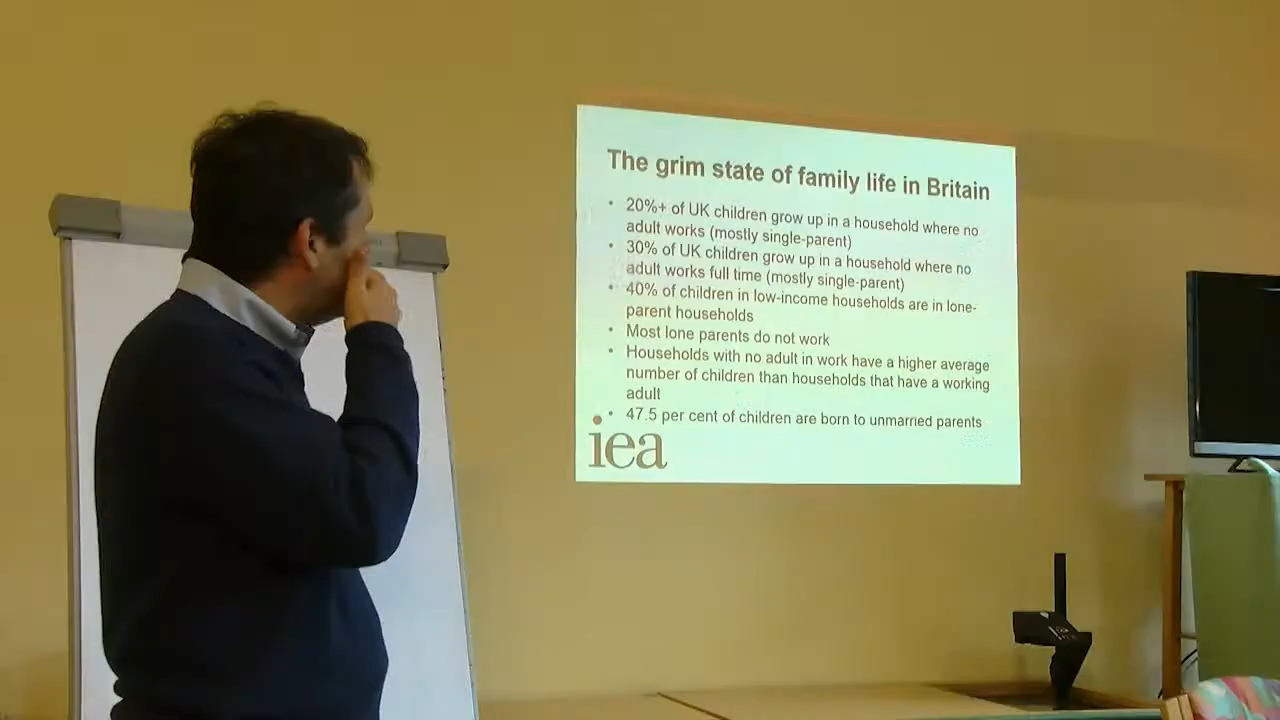 The grim state of family life in Britain
• 20%+ of UK children grow up in a household where no
adult works (mostly single-parent)
• 30% of UK children grow up in a household where no
adult works full time (mostly single-parent)
• 40% of children in low-income households are in lone-
parent households
• Most lone parents do not work
• Households with no adult in work have a higher average
number of children than households that have a working
adult
• 47.5 per cent of children are born to unmarried parents
iea